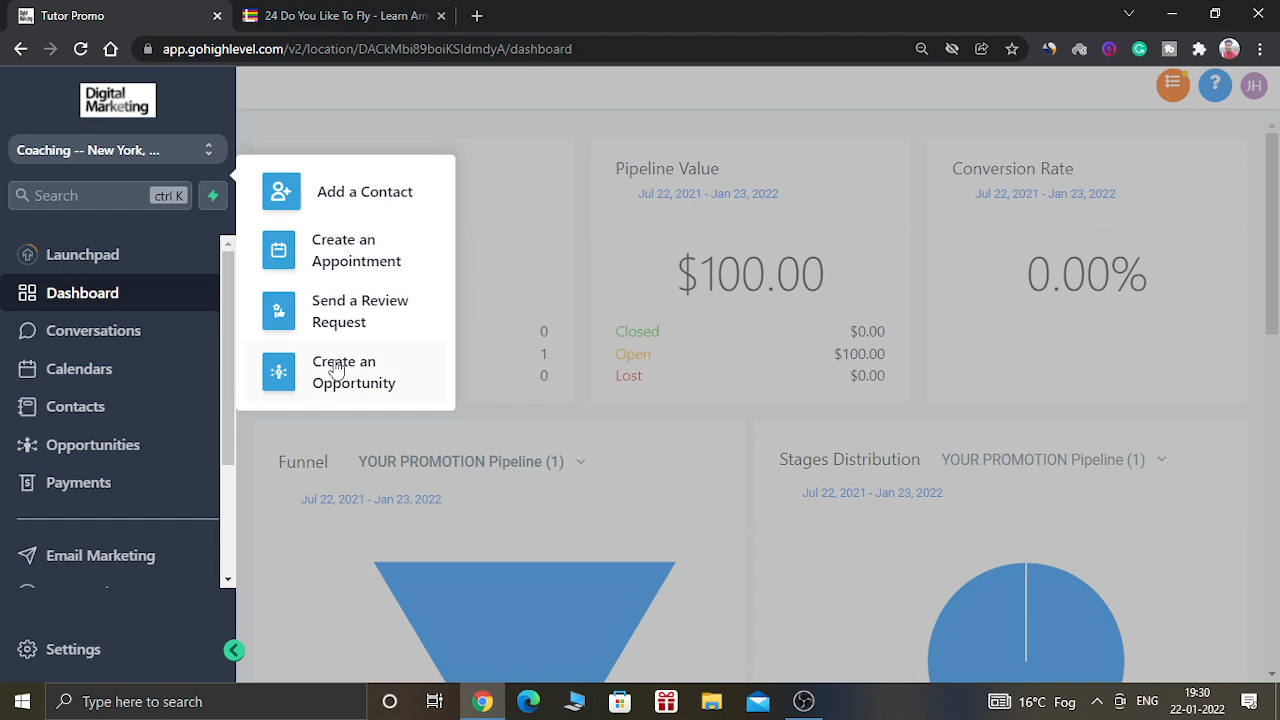 Tour the Dashboard
24 Do You Like To Fly - Am
app.gohighlevel.com/v2/location/DACkMbi89boiKSldmdyA/dashboard
Digital
Marketing
JH
Coaching -- New York, ...
Search
ctrl K
Launchpad
Dashboard
Conversations
Calendars
Contacts
Opportunities
Payments
Email Marketing
Settings
Add a Contact
Create an
Appointment
Send a Review
Request
Create an
Opportunity
0
1
0
Pipeline Value
Jul 22, 2021 - Jan 23, 2022
$100.00
Closed $0.00
Open $100.00
Lost $0.00
Conversion Rate
Jul 22, 2021 - Jan 23, 2022
0.00%
Funnel YOUR PROMOTION Pipeline (1)
Jul 22, 2021 - Jan 23, 2022
Stages Distribution YOUR PROMOTION Pipeline (1)
Jul 22, 2021 - Jan 23, 2022
Type here to search
16°C Fog
ENG
19:30
22-01-2022